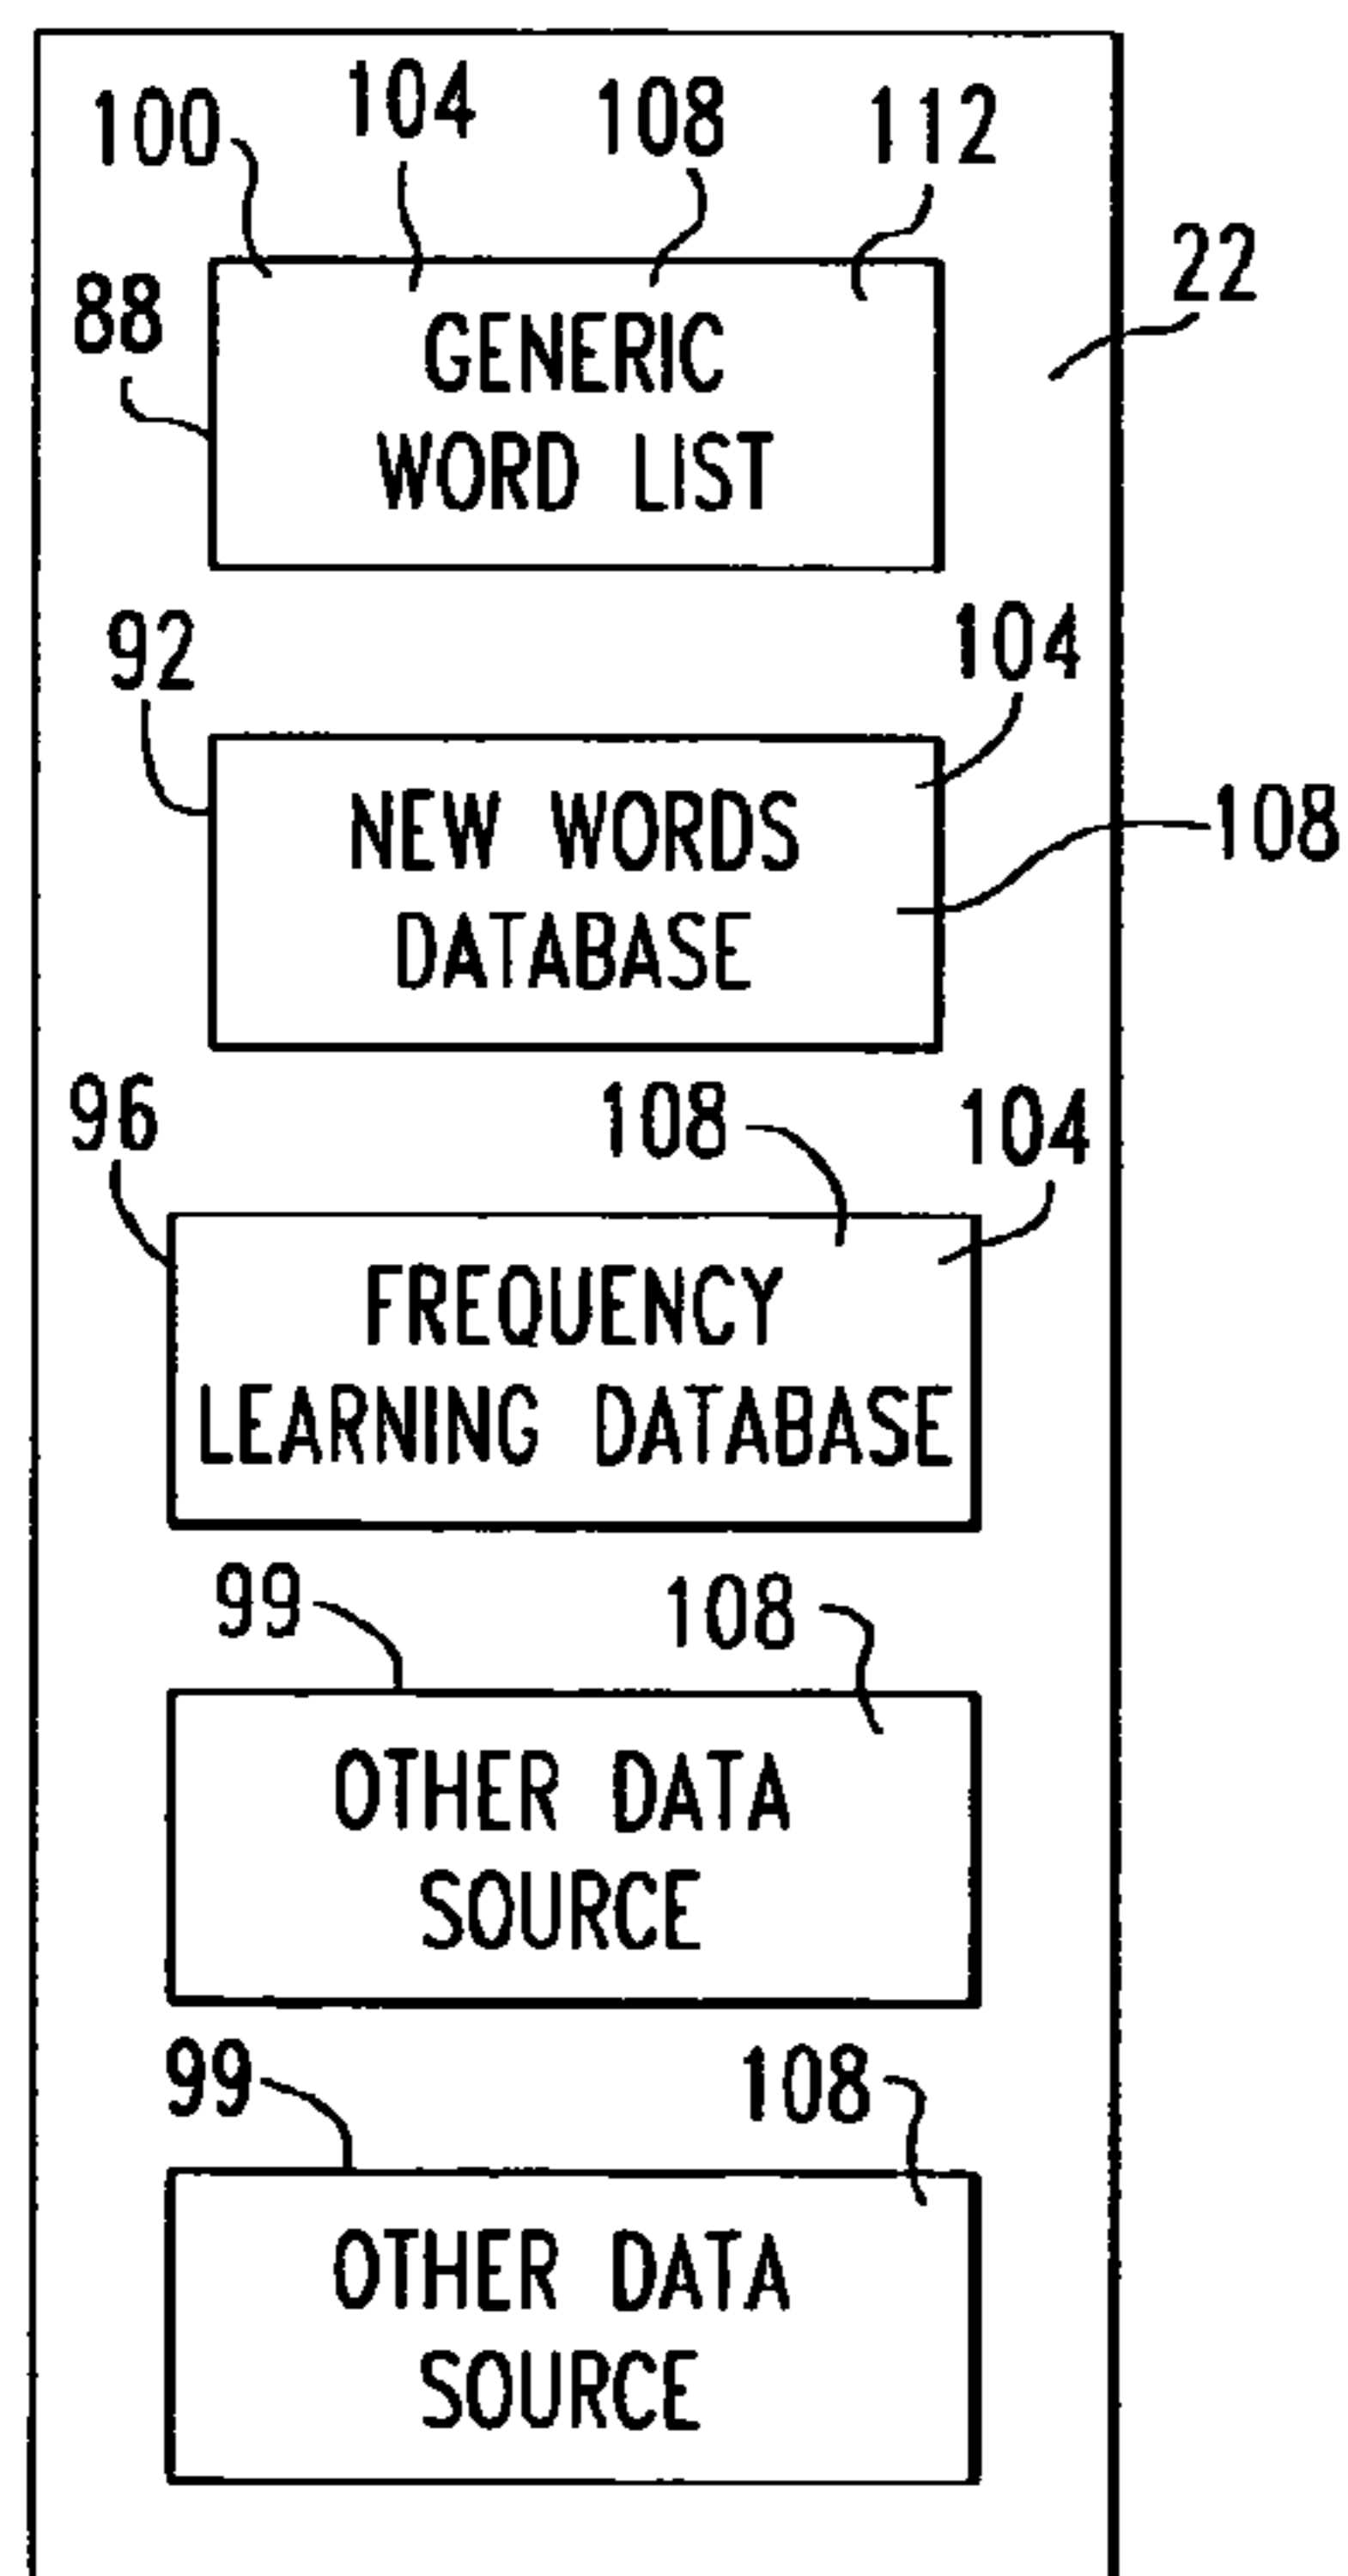 100 104 108 112
88 22
GENERIC
WORD LIST
92 104
NEW WORDS
108
DATABASE
96 108 104
FREQUENCY
LEARNING DATABASE
99 108
OTHER DATA
SOURCE
99 108
OTHER DATA
SOURCE